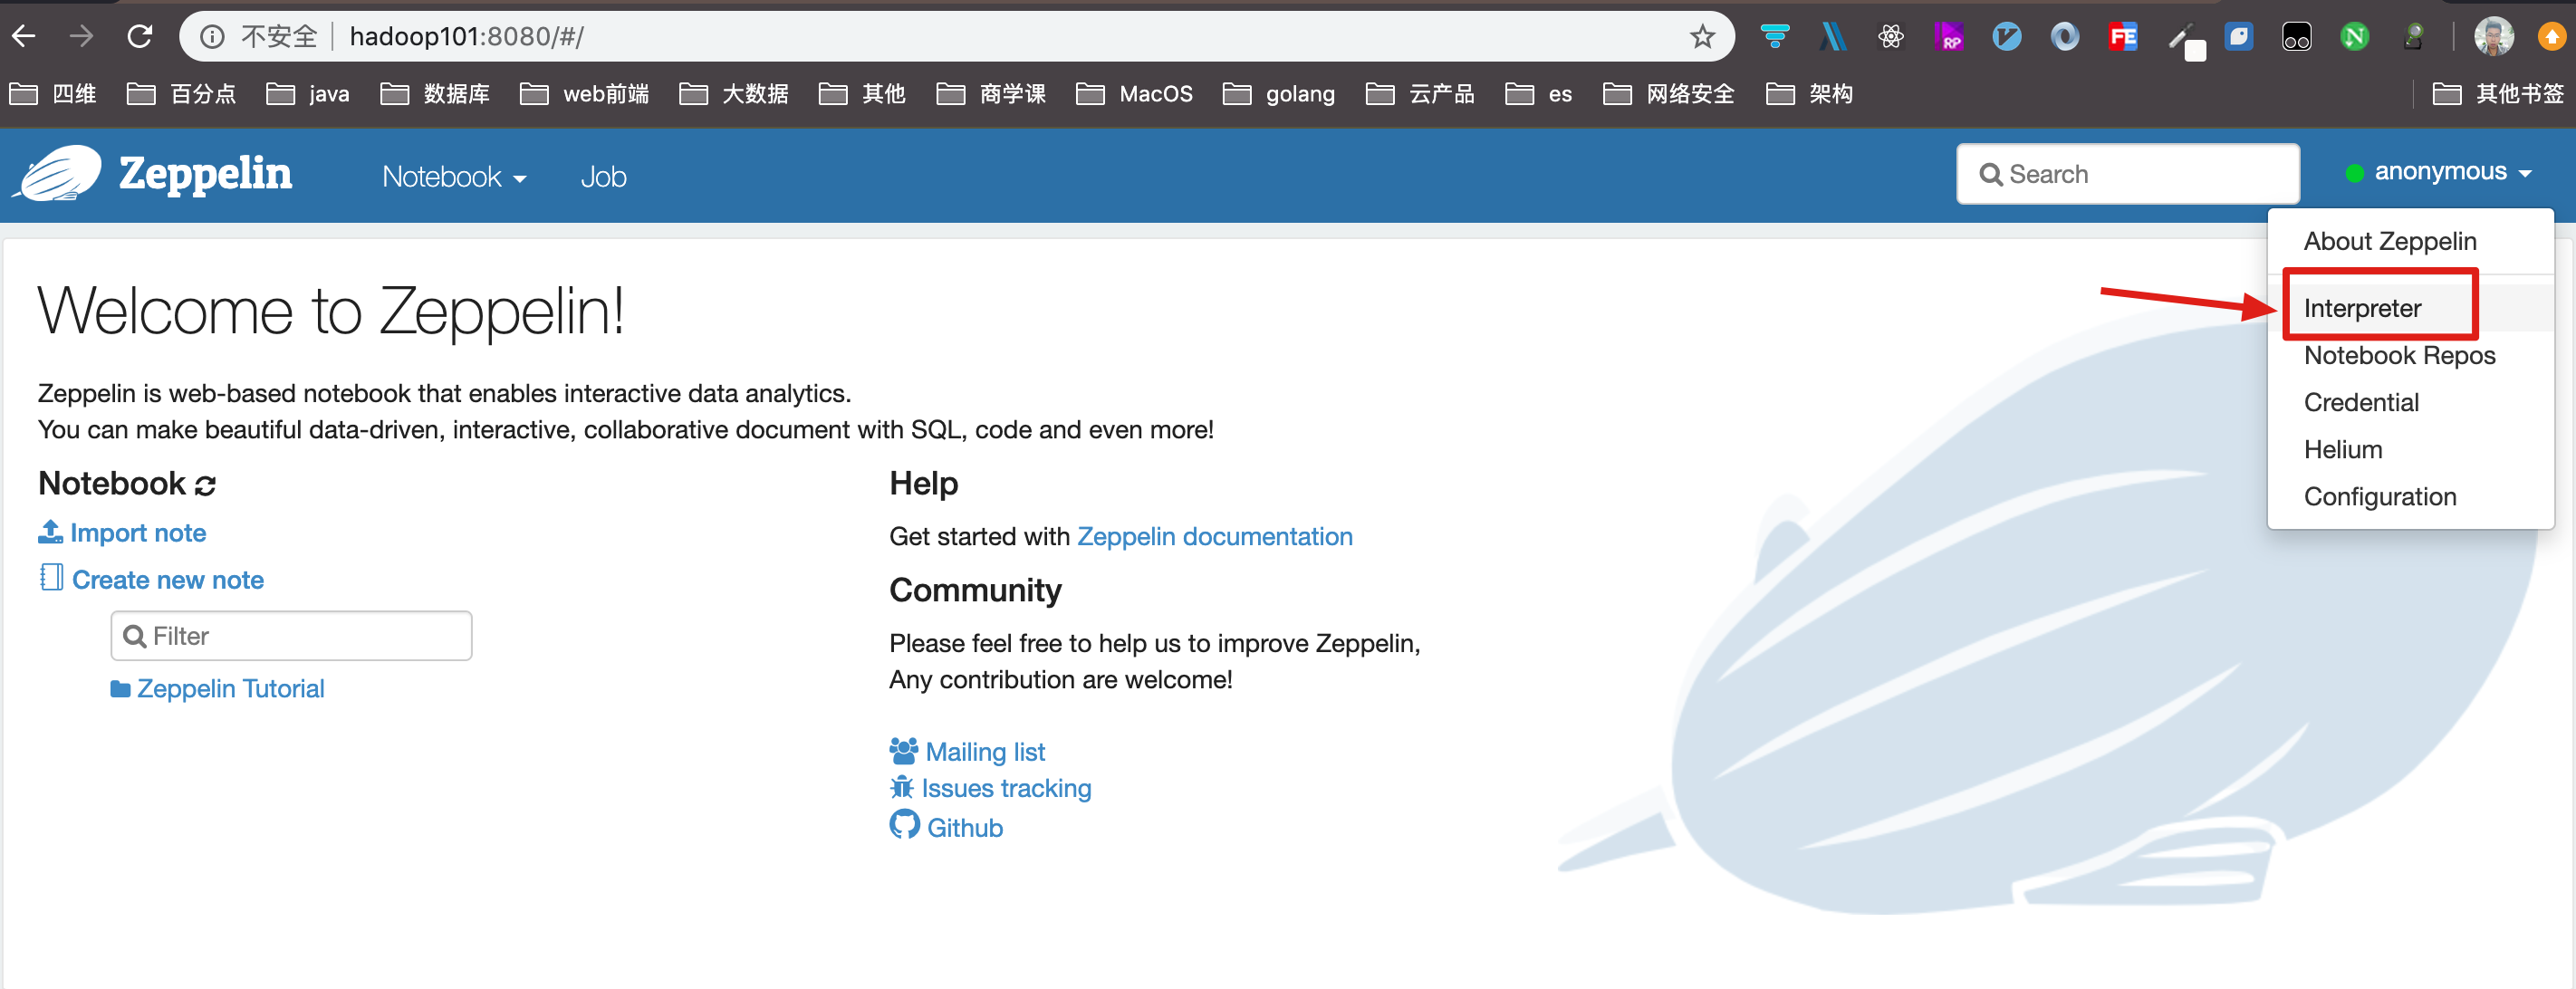 不安全 hadoop101:8080/#/
四维 百分点 java 数据库 web前端 大数据 其他 商学课 MacOS golang 云产品 es 网络安全 架构 其他书签
Zeppelin Notebook Job Search anonymous
About Zeppelin
Interpreter
Notebook Repos
Credential
Helium
Configuration
Welcome to Zeppelin!
Zeppelin is web-based notebook that enables interactive data analytics.
You can make beautiful data-driven, interactive, collaborative document with SQL, code and even more!
Notebook
Import note
Create new note
Filter
Zeppelin Tutorial
Help
Get started with Zeppelin documentation
Community
Please feel free to help us to improve Zeppelin,
Any contribution are welcome!
Mailing list
Issues tracking
Github
RP
FE
N